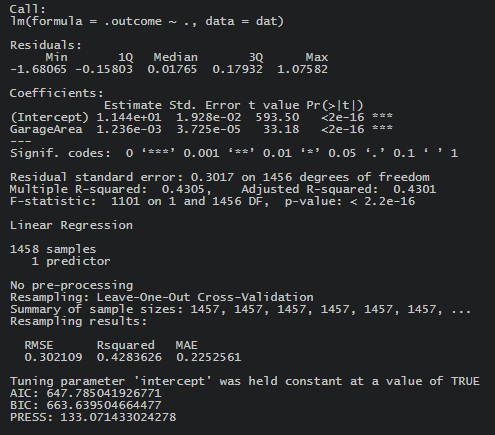 Call:
lm(formula = .outcome ~ ., data = dat)
Residuals:
Min 1Q Median 3Q Max
-1.68065 -0.15803 0.01765 0.17932 1.07582
Coefficients:
Estimate Std. Error t value Pr(>|t|)
(Intercept) 1.144e+01 1.928e-02 593.50 <2e-16 ***
GarageArea 1.236e-03 3.725e-05 33.18 <2e-16 ***
---
Signif. codes: 0 ‘***’ 0.001 ‘**’ 0.01 ‘*’ 0.05 ‘.’ 0.1 ‘ ’ 1
Residual standard error: 0.3017 on 1456 degrees of freedom
Multiple R-squared: 0.4305, Adjusted R-squared: 0.4301
F-statistic: 1101 on 1 and 1456 DF, p-value: < 2.2e-16
Linear Regression
1458 samples
1 predictor
No pre-processing
Resampling: Leave-One-Out Cross-Validation
Summary of sample sizes: 1457, 1457, 1457, 1457, 1457, 1457, ...
Resampling results:
RMSE Rsquared MAE
0.302109 0.4283626 0.2252561
Tuning parameter 'intercept' was held constant at a value of TRUE
AIC: 647.785041926771
BIC: 663.639504664477
PRESS: 133.071433024278